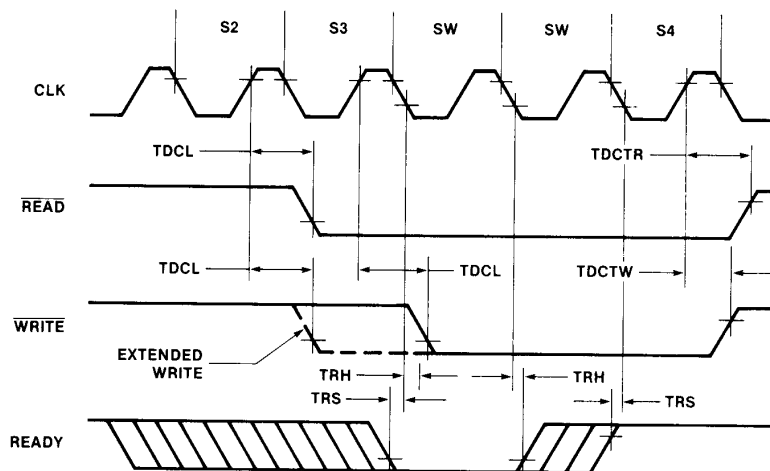 S2 S3 SW SW S4
CLK
TDCL TDCTR
READ
TDCL TDCL TDCTW
WRITE
EXTENDED
WRITE
TRH TRH
TRS TRS
READY